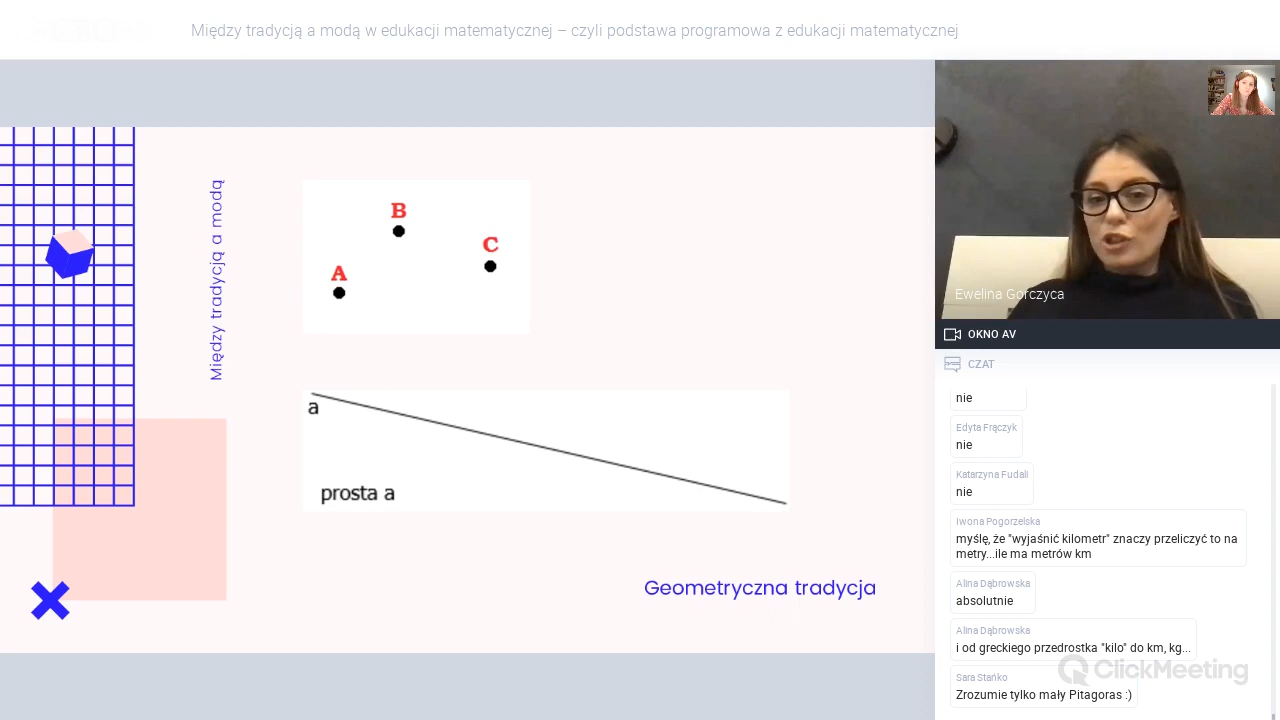 Między tradycją a modą w edukacji matematycznej – czyli podstawa programowa z edukacji matematycznej
Między tradycją a modą
B
C
A
a
prosta a
Geometryczna tradycja
Ewelina Gorczyca
OKNO AV
CZAT
nie
Edyta Frączyk
nie
Katarzyna Fudali
nie
Iwona Pogorzelska
myślę, że "wyjaśnić kilometr" znaczy przeliczyć to na
metry...ile ma metrów km
Alina Dąbrowska
absolutnie
Alina Dąbrowska
i od greckiego przedrostka "kilo" do km, kg...
ClickMeeting
Sara Stańko
Zrozumie tylko mały Pitagoras :)